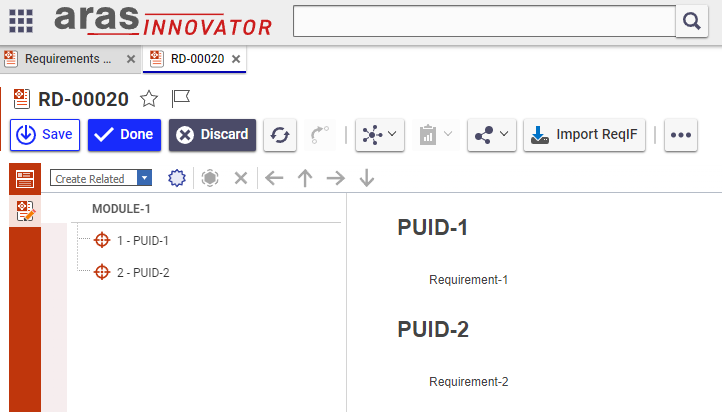 aras INNOVATOR
Requirements ... × RD-00020 ×
RD-00020
Save Done Discard Import ReqIF
Create Related
MODULE-1
1 - PUID-1
2 - PUID-2
PUID-1
Requirement-1
PUID-2
Requirement-2